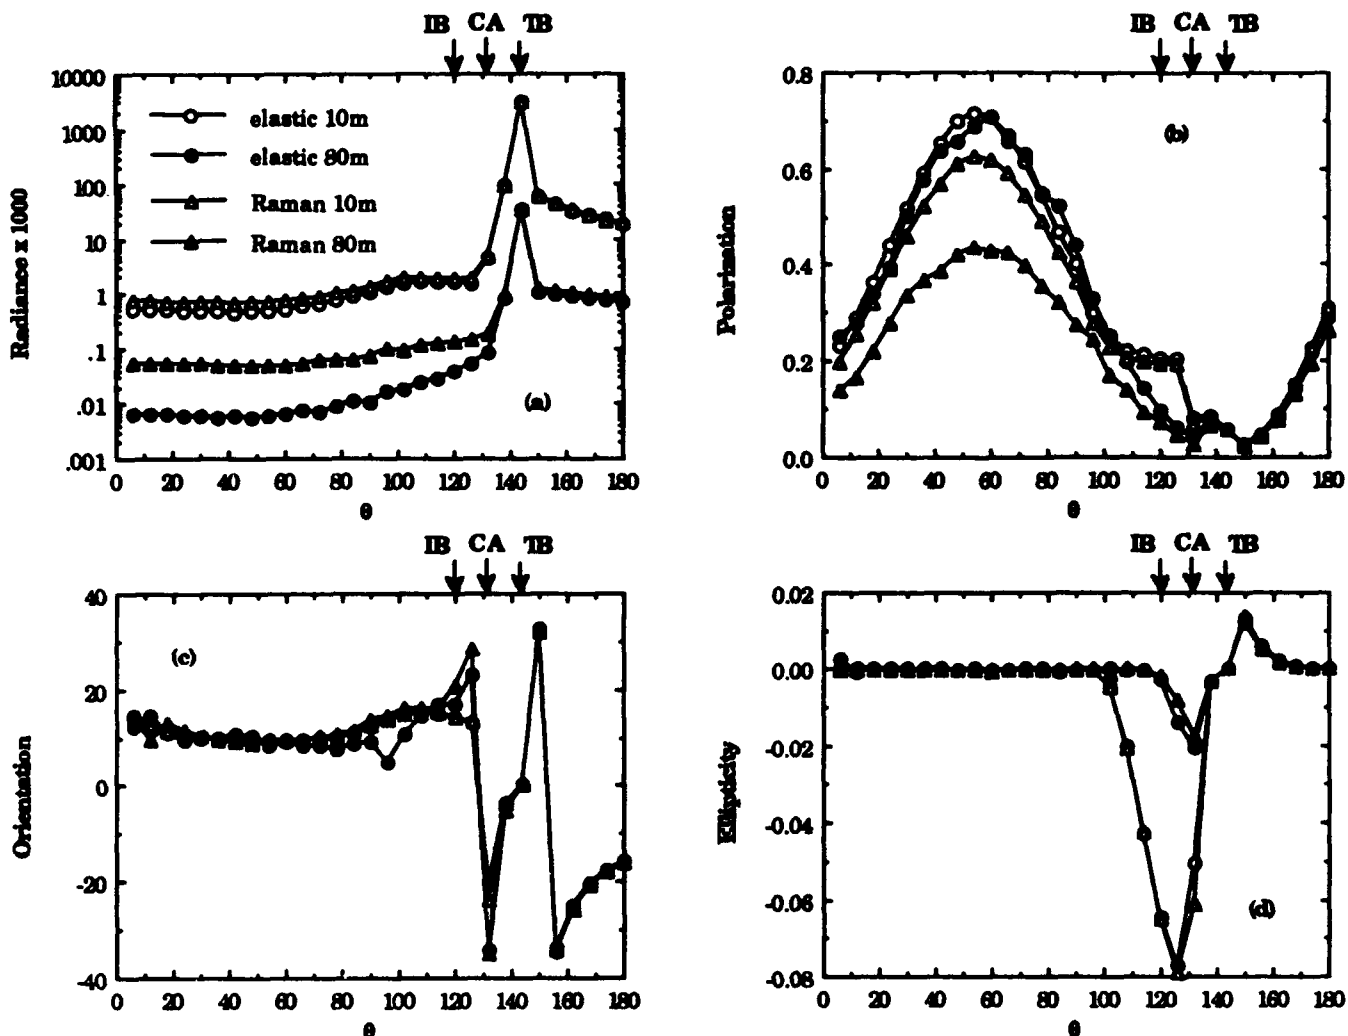 IB CA TB
10000
1000
100
10
1
.1
.01
.001
Radiance x 1000
elastic 10m
elastic 80m
Raman 10m
Raman 80m
(a)
0 20 40 60 80 100 120 140 160 180
θ
IB CA TB
0.8
0.6
0.4
0.2
0.0
Polarization
(b)
0 20 40 60 80 100 120 140 160 180
θ
IB CA TB
40
20
0
-20
-40
Orientation
(c)
0 20 40 60 80 100 120 140 160 180
θ
IB CA TB
0.02
0.00
-0.02
-0.04
-0.06
-0.08
Ellipticity
(d)
0 20 40 60 80 100 120 140 160 180
θ